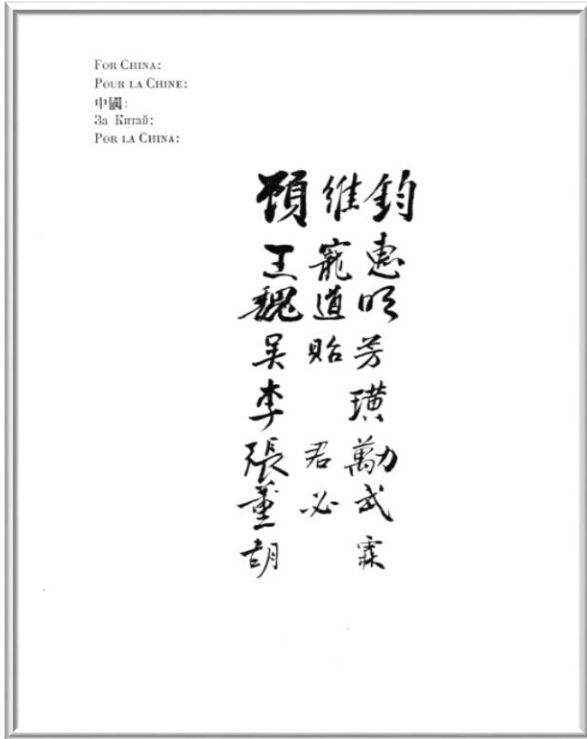 FOR CHINA:
POUR LA CHINE:
中國:
За Китай:
POR LA CHINA:
顧維鈞
王寵惠
魏道明
吳貽芳
李璜
張君勱
董必武
胡霖